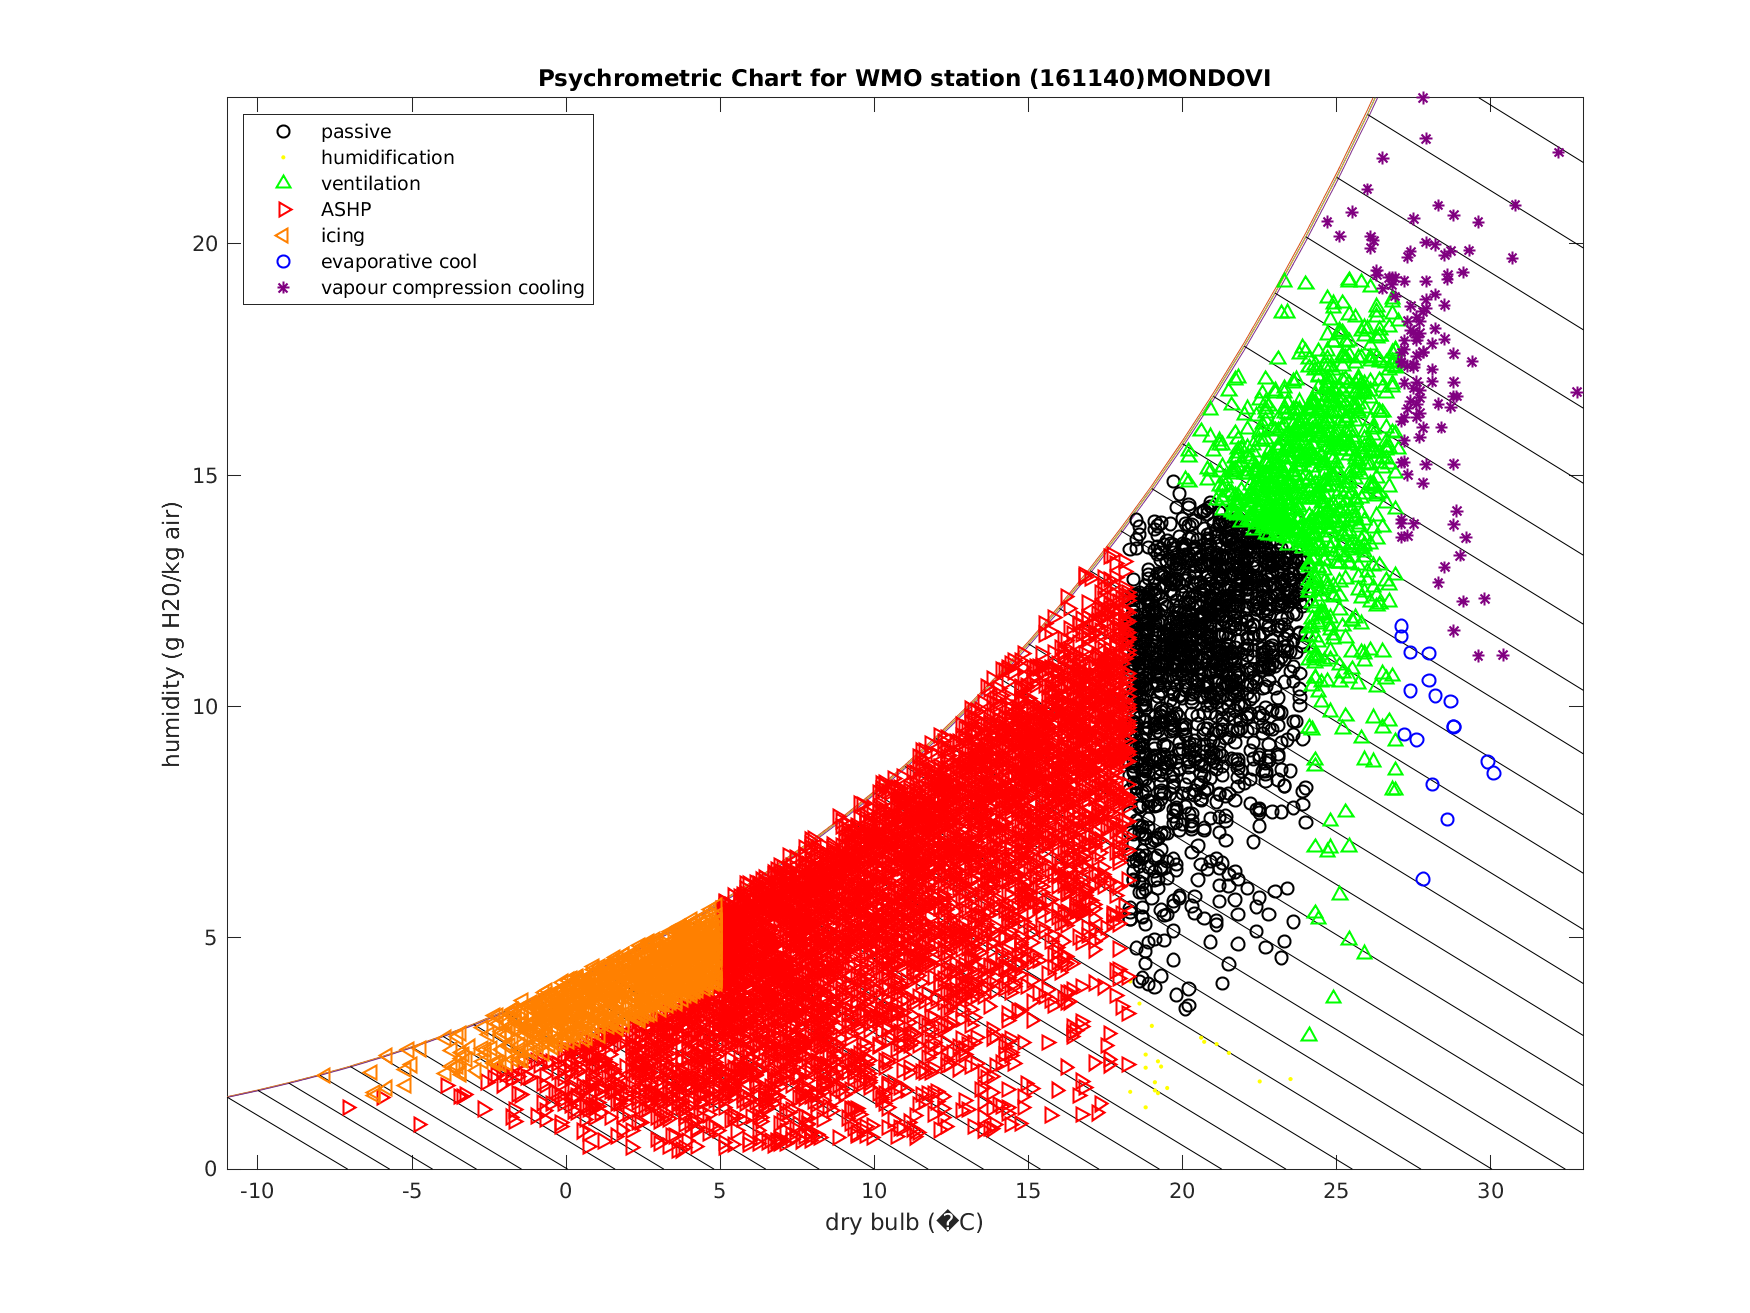 Psychrometric Chart for WMO station (161140)MONDOVI
passive
humidification
ventilation
ASHP
icing
evaporative cool
vapour compression cooling
humidity (g H20/kg air)
20
15
10
5
0
-10 -5 0 5 10 15 20 25 30
dry bulb (�C)